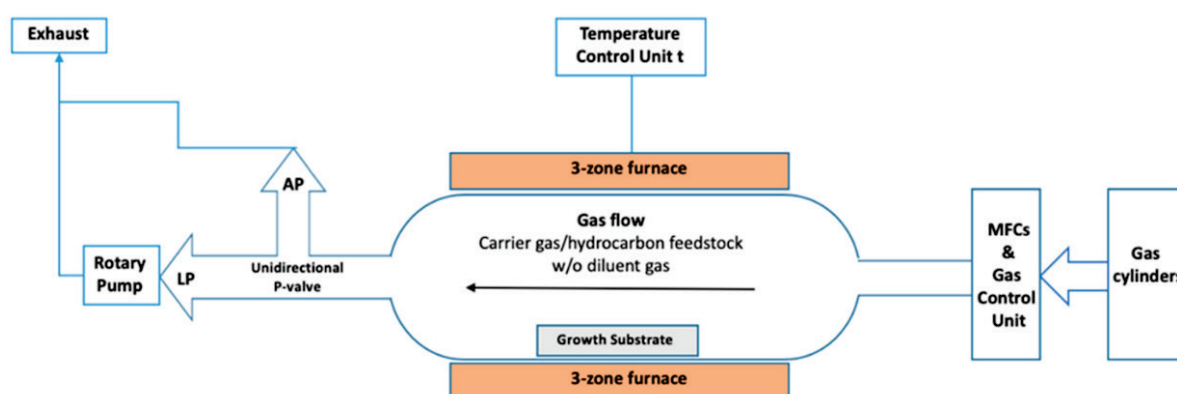 Exhaust
Temperature
Control Unit t
3-zone furnace
AP
Gas flow
Carrier gas/hydrocarbon feedstock
w/o diluent gas
MFCs
&
Gas
Control
Unit
Gas
cylinders
Rotary
Pump
LP
Unidirectional
P-valve
Growth Substrate
3-zone furnace